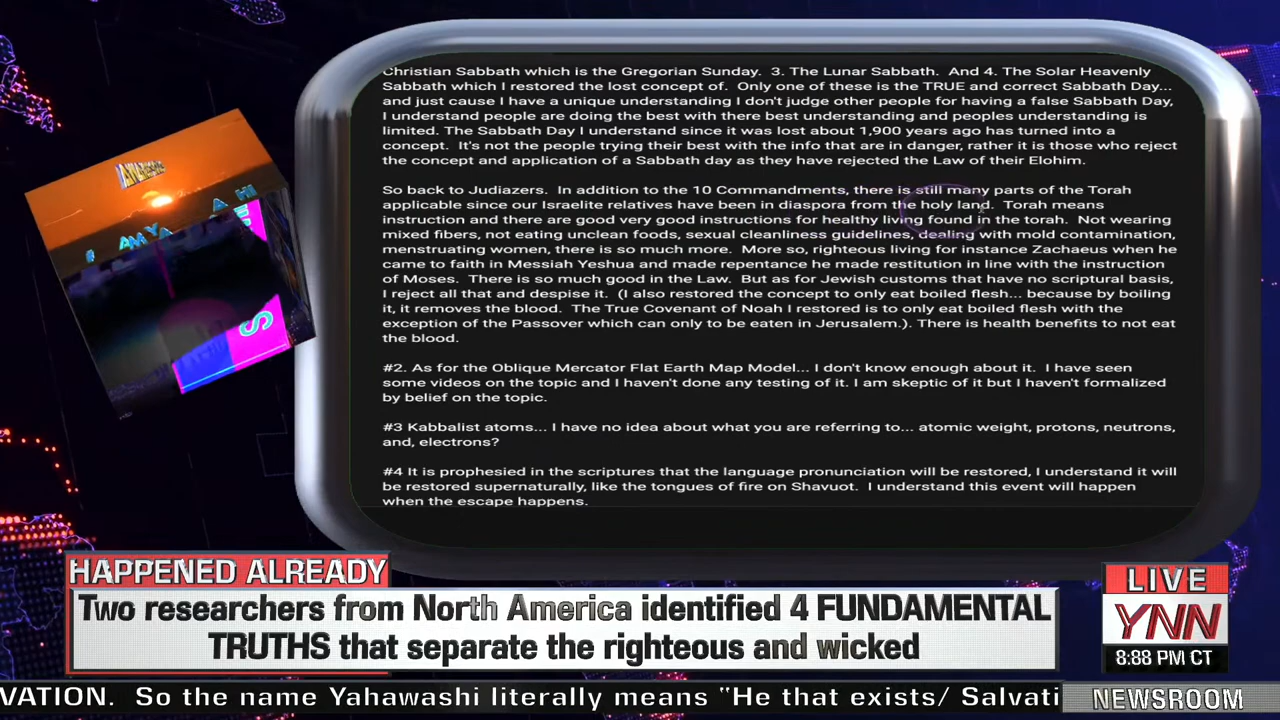 Christian Sabbath which is the Gregorian Sunday. 3. The Lunar Sabbath. And 4. The Solar Heavenly
Sabbath which I restored the lost concept of. Only one of these is the TRUE and correct Sabbath Day...
and just cause I have a unique understanding I don't judge other people for having a false Sabbath Day,
I understand people are doing the best with there best understanding and peoples understanding is
limited. The Sabbath Day I understand since it was lost about 1,900 years ago has turned into a
concept. It's not the people trying their best with the info that are in danger, rather it is those who reject
the concept and application of a Sabbath day as they have rejected the Law of their Elohim.
So back to Judiazers. In addition to the 10 Commandments, there is still many parts of the Torah
applicable since our Israelite relatives have been in diaspora from the holy land. Torah means
instruction and there are good very good instructions for healthy living found in the torah. Not wearing
mixed fibers, not eating unclean foods, sexual cleanliness guidelines, dealing with mold contamination,
menstruating women, there is so much more. More so, righteous living for instance Zachaeus when he
came to faith in Messiah Yeshua and made repentance he made restitution in line with the instruction
of Moses. There is so much good in the Law. But as for Jewish customs that have no scriptural basis,
I reject all that and despise it. (I also restored the concept to only eat boiled flesh... because by boiling
it, it removes the blood. The True Covenant of Noah I restored is to only eat boiled flesh with the
exception of the Passover which can only to be eaten in Jerusalem.). There is health benefits to not eat
the blood.
#2. As for the Oblique Mercator Flat Earth Map Model... I don't know enough about it. I have seen
some videos on the topic and I haven't done any testing of it. I am skeptic of it but I haven't formalized
by belief on the topic.
#3 Kabbalist atoms... I have no idea about what you are referring to... atomic weight, protons, neutrons,
and, electrons?
#4 It is prophesied in the scriptures that the language pronunciation will be restored, I understand it will
be restored supernaturally, like the tongues of fire on Shavuot. I understand this event will happen
when the escape happens.
HAPPENED ALREADY
Two researchers from North America identified 4 FUNDAMENTAL
TRUTHS that separate the righteous and wicked
LIVE
YNN
8:88 PM CT
VATION. So the name Yahawashi literally means "He that exists/ Salvati
NEWSROOM